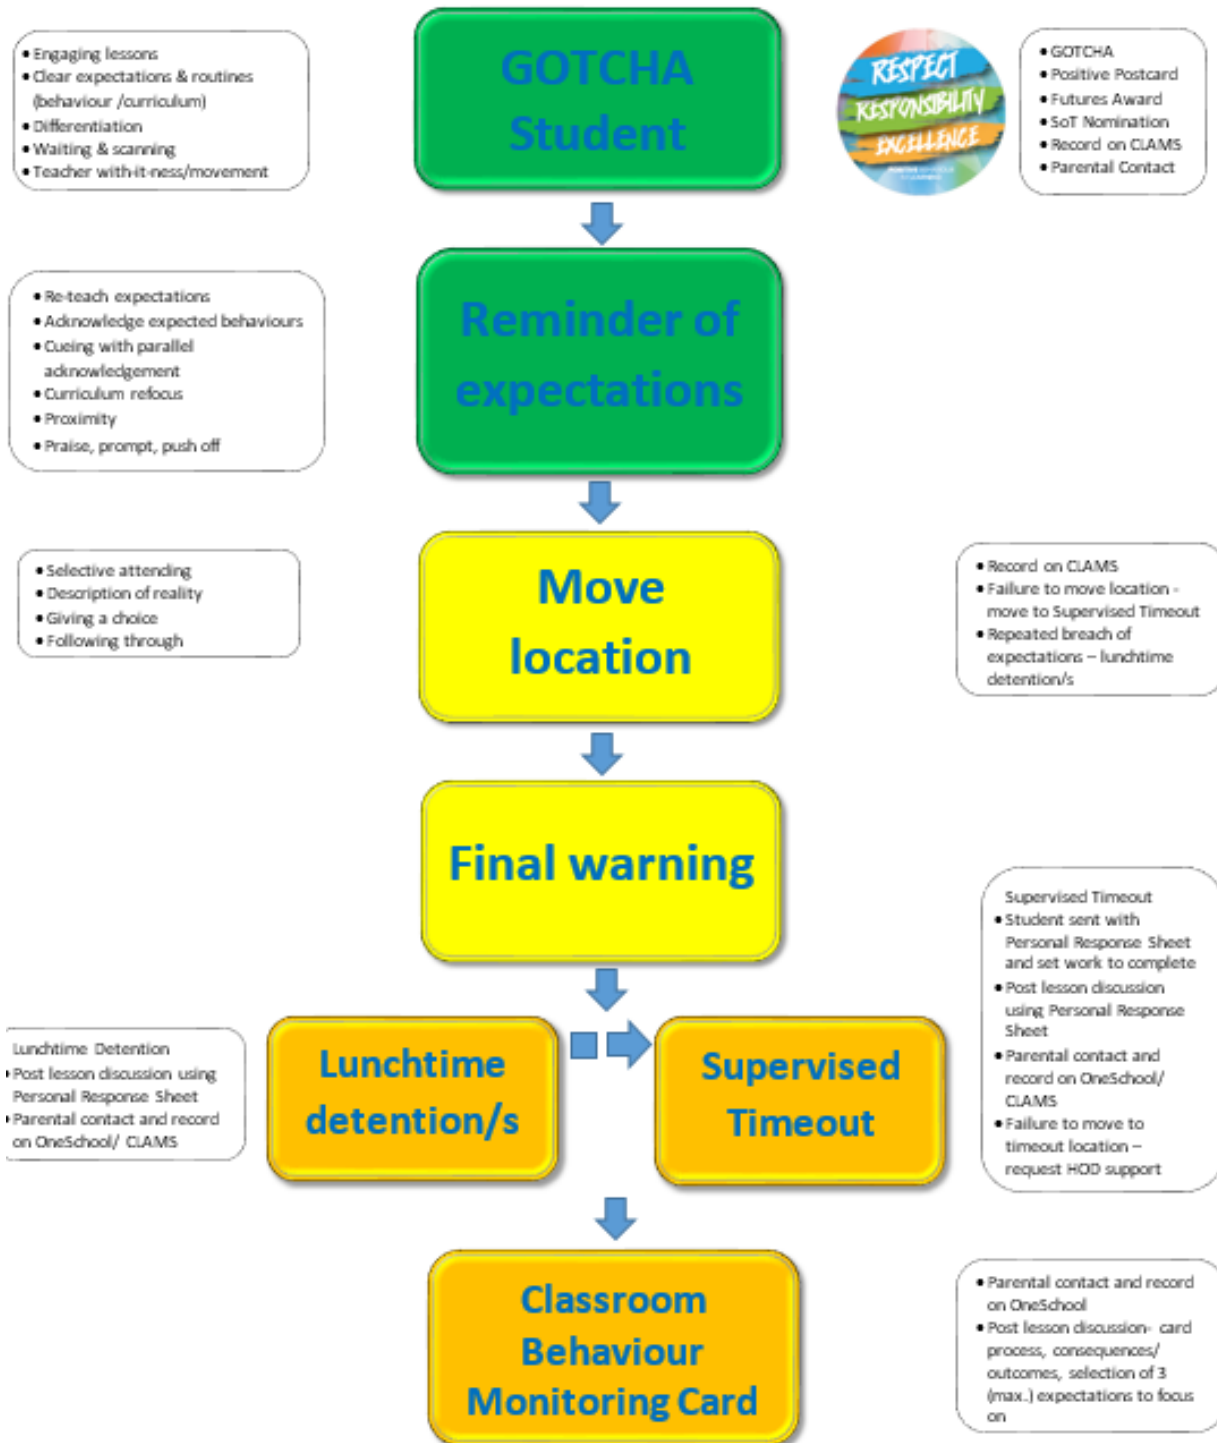 • Engaging lessons
• Clear expectations & routines
(behaviour /curriculum)
• Differentiation
• Waiting & scanning
• Teacher with-it-ness/movement
GOTCHA
Student
RESPECT
RESPONSIBILITY
EXCELLENCE
• GOTCHA
• Positive Postcard
• Futures Award
• SoT Nomination
• Record on CLAMS
• Parental Contact
• Re-teach expectations
• Acknowledge expected behaviours
• Cueing with parallel
acknowledgement
• Curriculum refocus
• Proximity
• Praise, prompt, push off
Reminder of
expectations
• Selective attending
• Description of reality
• Giving a choice
• Following through
Move
location
• Record on CLAMS
• Failure to move location -
move to Supervised Timeout
• Repeated breach of
expectations – lunchtime
detention/s
Final warning
Lunchtime Detention
• Post lesson discussion using
Personal Response Sheet
• Parental contact and record
on OneSchool/ CLAMS
Lunchtime
detention/s
Supervised
Timeout
Supervised Timeout
• Student sent with
Personal Response Sheet
and set work to complete
• Post lesson discussion
using Personal Response
Sheet
• Parental contact and
record on OneSchool/
CLAMS
• Failure to move to
timeout location –
request HOD support
Classroom
Behaviour
Monitoring Card
• Parental contact and record
on OneSchool
• Post lesson discussion- card
process, consequences/
outcomes, selection of 3
(max.) expectations to focus
on